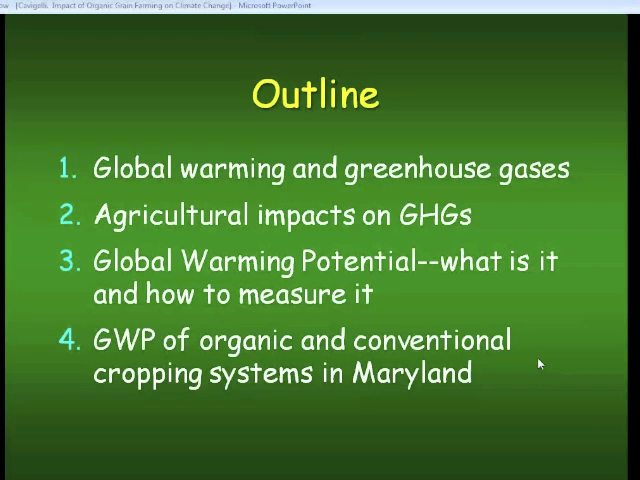 ow - [Cavigelli. Impact of Organic Grain Farming on Climate Change] - Microsoft PowerPoint
Outline
1. Global warming and greenhouse gases
2. Agricultural impacts on GHGs
3. Global Warming Potential--what is it
and how to measure it
4. GWP of organic and conventional
cropping systems in Maryland